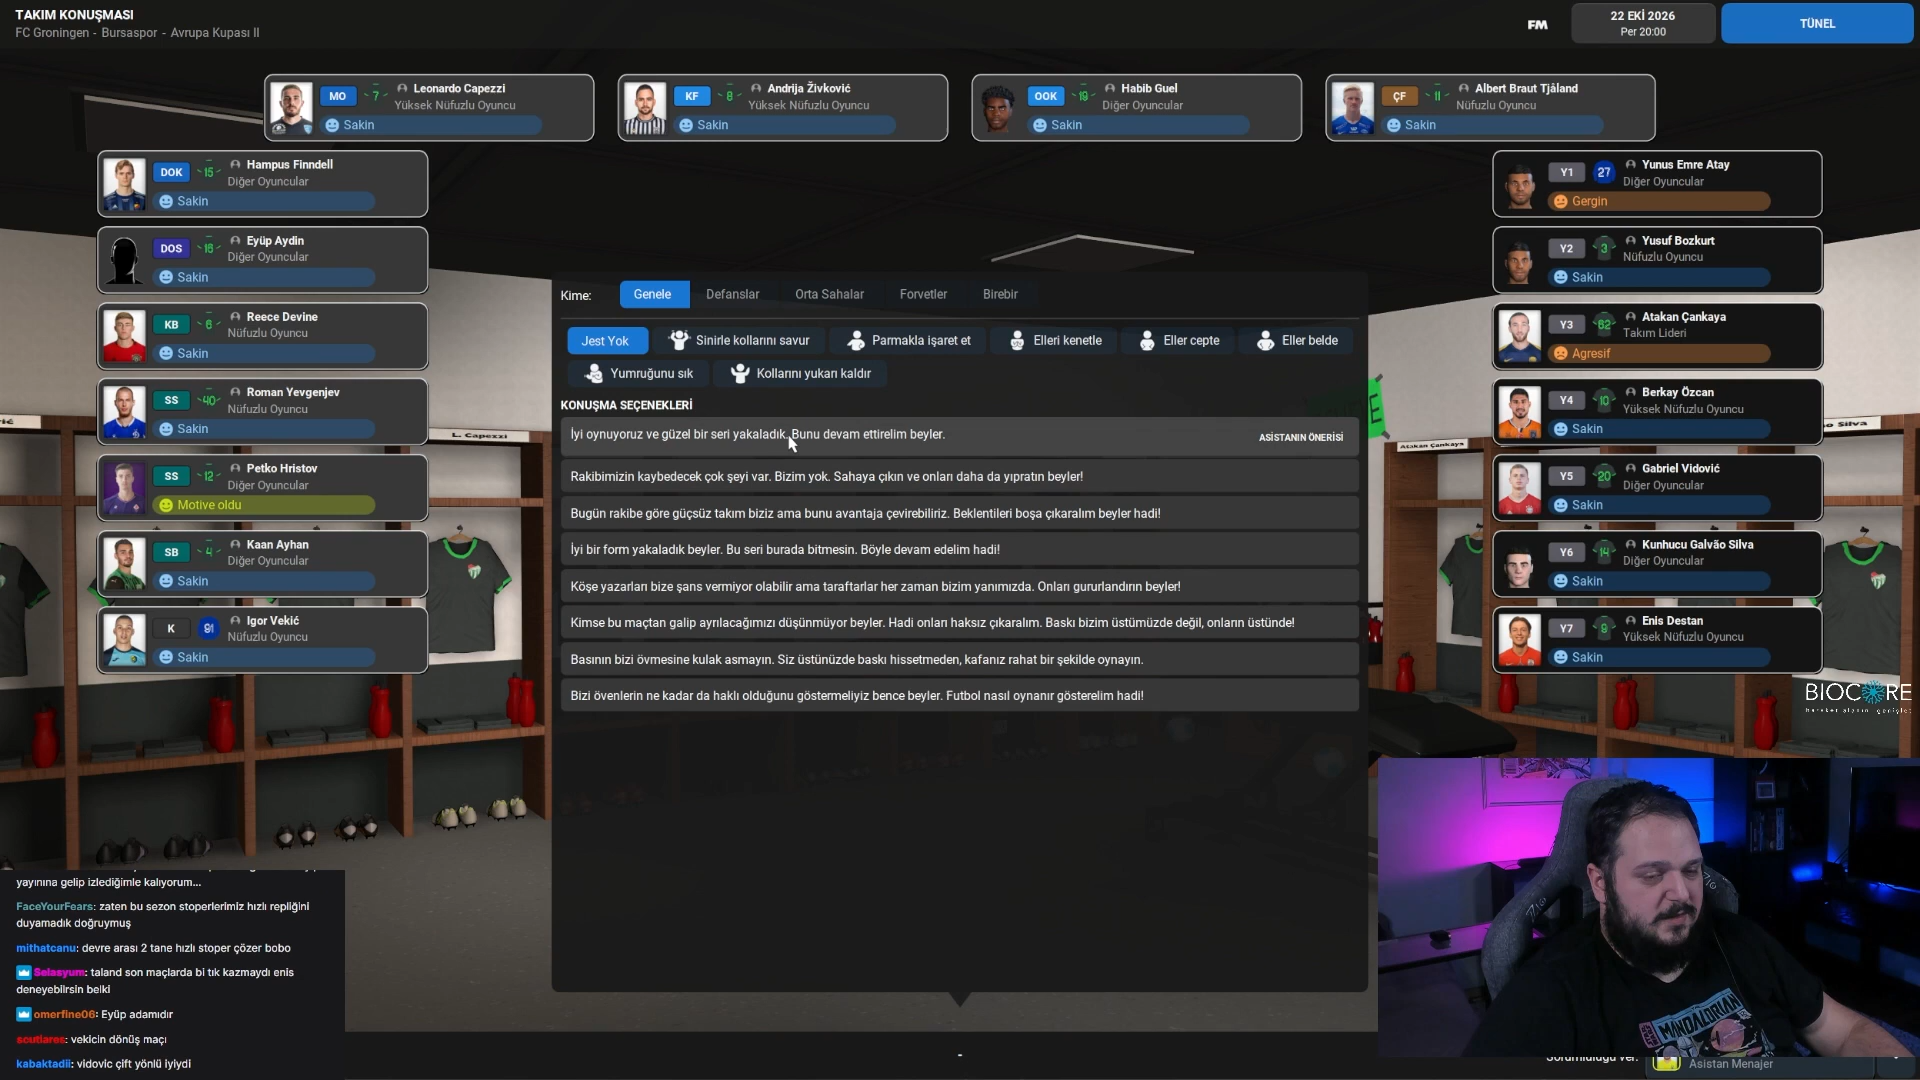 TAKIM KONUŞMASI
FC Groningen - Bursaspor - Avrupa Kupası II
FM
22 EKİ 2026
Per 20:00
TÜNEL
MO
7
Leonardo Capezzi
Yüksek Nüfuzlu Oyuncu
Sakin
KF
8
Andrija Živković
Yüksek Nüfuzlu Oyuncu
Sakin
OOK
19
Habib Guel
Diğer Oyuncular
Sakin
ÇF
11
Albert Braut Tjåland
Nüfuzlu Oyuncu
Sakin
DOK
15
Hampus Finndell
Diğer Oyuncular
Sakin
DOS
18
Eyüp Aydin
Diğer Oyuncular
Sakin
KB
6
Reece Devine
Nüfuzlu Oyuncu
Sakin
SS
40
Roman Yevgenjev
Nüfuzlu Oyuncu
Sakin
SS
12
Petko Hristov
Diğer Oyuncular
Motive oldu
SB
4
Kaan Ayhan
Diğer Oyuncular
Sakin
K
91
Igor Vekić
Nüfuzlu Oyuncu
Sakin
Y1
27
Yunus Emre Atay
Diğer Oyuncular
Gergin
Y2
3
Yusuf Bozkurt
Nüfuzlu Oyuncu
Sakin
Y3
62
Atakan Çankaya
Takım Lideri
Agresif
Y4
10
Berkay Özcan
Yüksek Nüfuzlu Oyuncu
Sakin
Y5
20
Gabriel Vidović
Diğer Oyuncular
Sakin
Y6
14
Kunhucu Galvão Silva
Diğer Oyuncular
Sakin
Y7
9
Enis Destan
Yüksek Nüfuzlu Oyuncu
Sakin
Kime:
Genele
Defanslar
Orta Sahalar
Forvetler
Birebir
Jest Yok
Sinirle kollarını savur
Parmakla işaret et
Elleri kenetle
Eller cepte
Eller belde
Yumruğunu sık
Kollarını yukarı kaldır
KONUŞMA SEÇENEKLERİ
İyi oynuyoruz ve güzel bir seri yakaladık. Bunu devam ettirelim beyler.
ASİSTANIN ÖNERİSİ
Rakibimizin kaybedecek çok şeyi var. Bizim yok. Sahaya çıkın ve onları daha da yıpratın beyler!
Bugün rakibe göre güçsüz takım biziz ama bunu avantaja çevirebiliriz. Beklentileri boşa çıkaralım beyler hadi!
İyi bir form yakaladık beyler. Bu seri burada bitmesin. Böyle devam edelim hadi!
Köşe yazarları bize şans vermiyor olabilir ama taraftarlar her zaman bizim yanımızda. Onları gururlandırın beyler!
Kimse bu maçtan galip ayrılacağımızı düşünmüyor beyler. Hadi onları haksız çıkaralım. Baskı bizim üstümüzde değil, onların üstünde!
Basının bizi övmesine kulak asmayın. Siz üstünüzde baskı hissetmeden, kafanız rahat bir şekilde oynayın.
Bizi övenlerin ne kadar da haklı olduğunu göstermeliyiz bence beyler. Futbol nasıl oynanır gösterelim hadi!
L. Capezzi
Atakan Çankaya
Silva
BIOCORE
hareket alanın genişler
yayınına gelip izlediğimle kalıyorum...
FaceYourFears: zaten bu sezon stoperlerimiz hızlı repliğini
duyamadık doğruymuş
mithatcanu: devre arası 2 tane hızlı stoper çözer bobo
Selasyum: taland son maçlarda bi tık kazmaydı enis
deneyebilirsin belki
omerfine06: Eyüp adamıdır
scutlares: vekicin dönüş maçı
kabaktadii: vidovic çift yönlü iyiydi
-
MANDALORIAN
Sorumluluğu ver:
Asistan Menajer